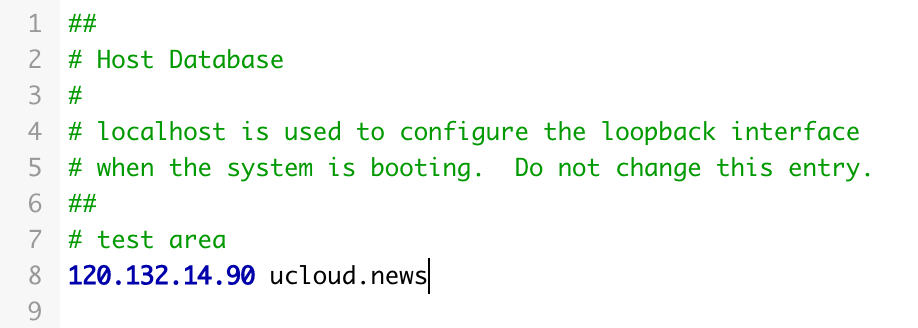 1 ##
2 # Host Database
3 #
4 # localhost is used to configure the loopback interface
5 # when the system is booting.  Do not change this entry.
6 ##
7 # test area
8 120.132.14.90 ucloud.news
9